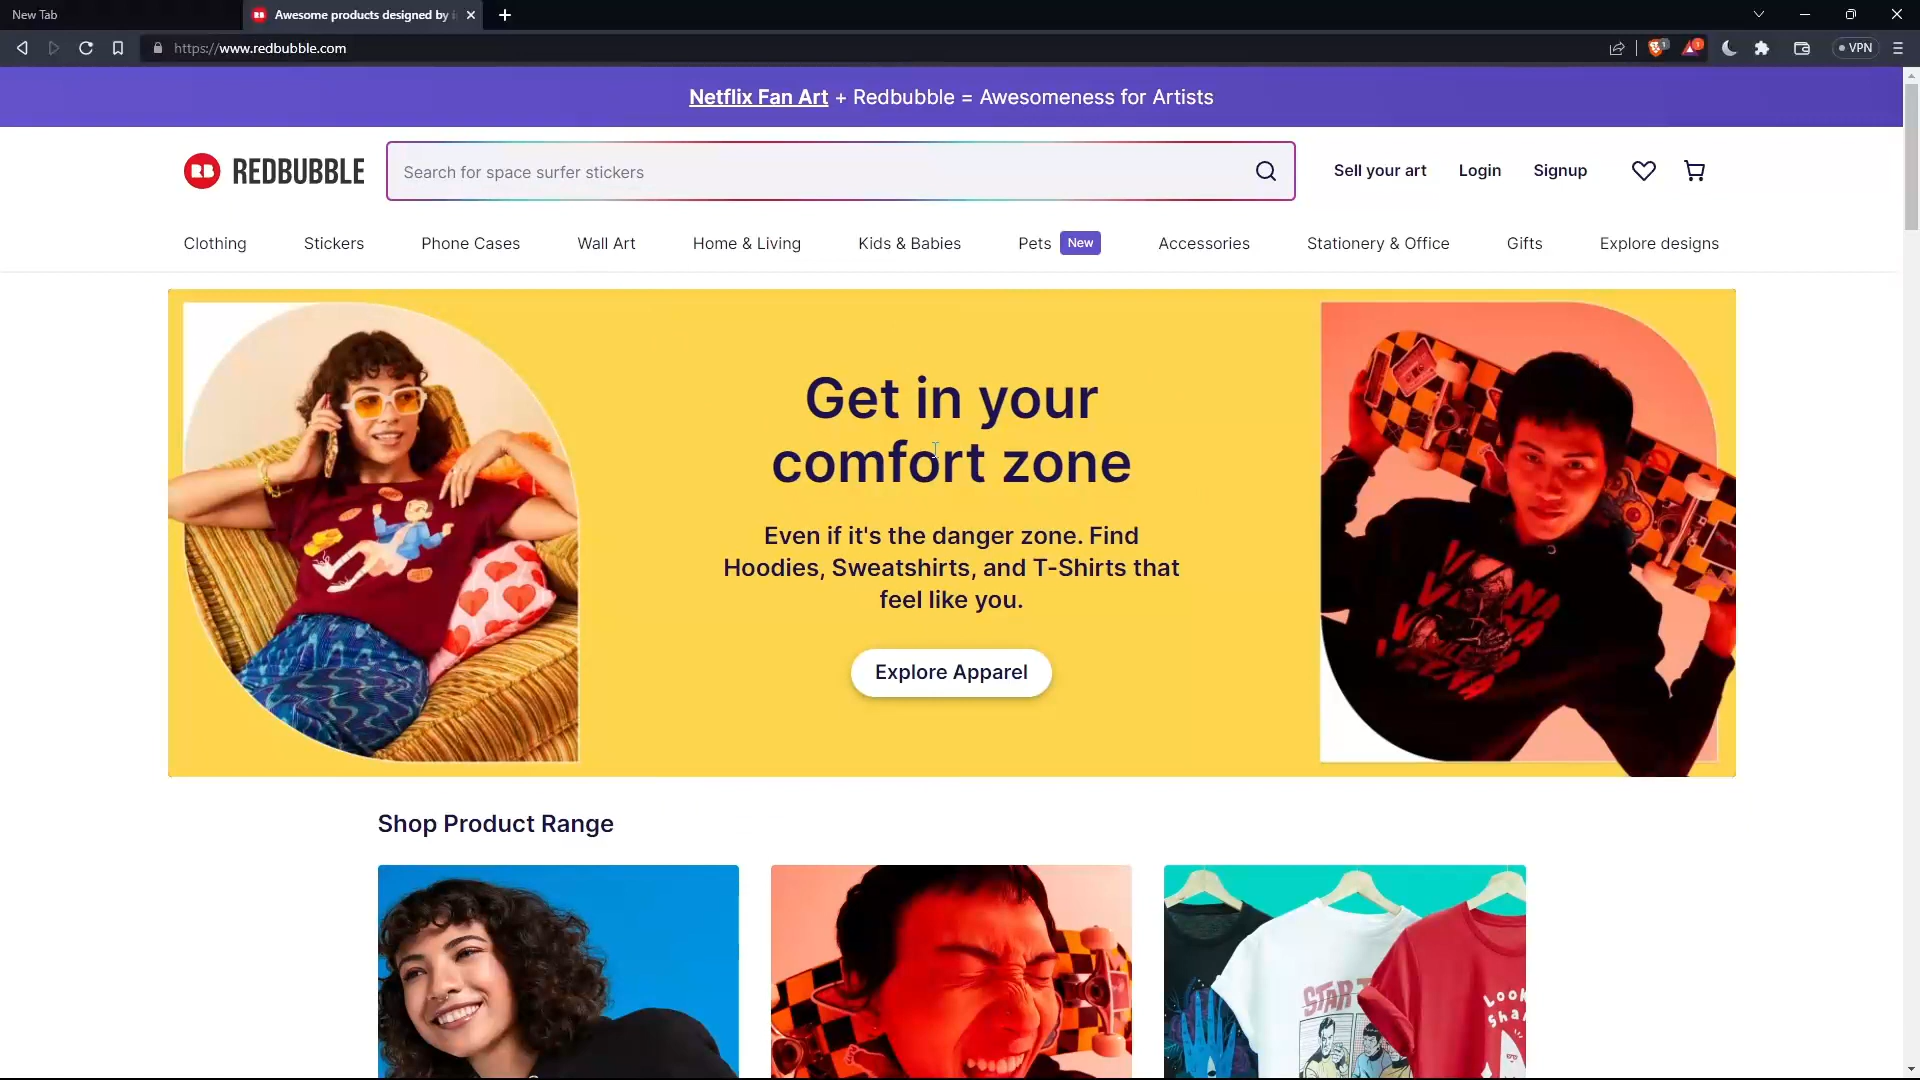 New Tab
Awesome products designed by
https://www.redbubble.com
VPN
Netflix Fan Art + Redbubble = Awesomeness for Artists
RB REDBUBBLE
Search for space surfer stickers
Sell your art
Login
Signup
Clothing
Stickers
Phone Cases
Wall Art
Home & Living
Kids & Babies
Pets New
Accessories
Stationery & Office
Gifts
Explore designs
Get in your
comfort zone
Even if it's the danger zone. Find
Hoodies, Sweatshirts, and T-Shirts that
feel like you.
Explore Apparel
Shop Product Range